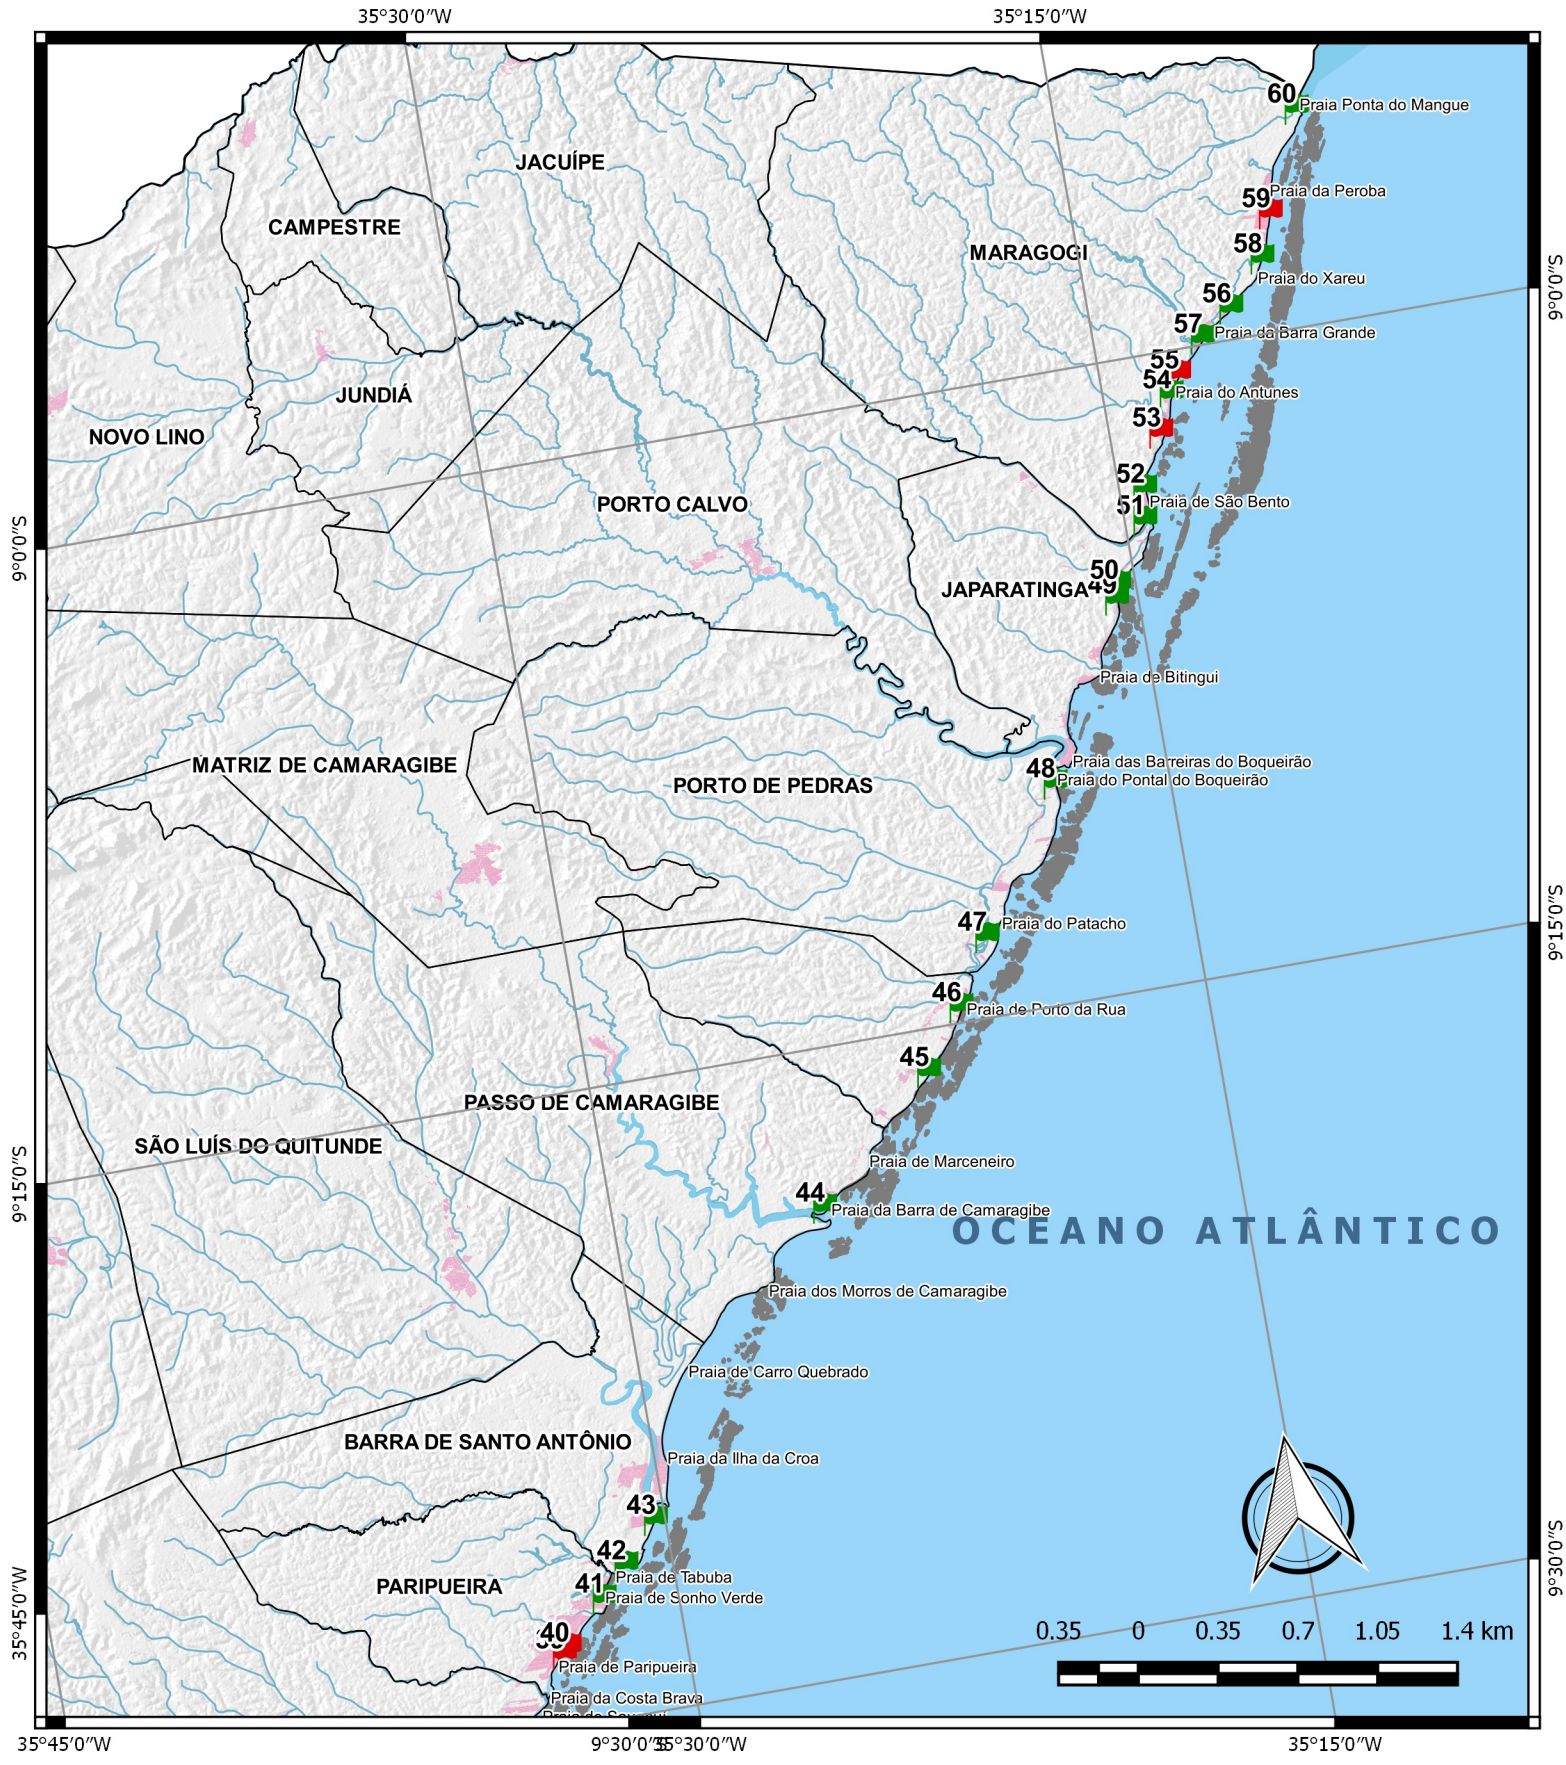 35°30′0″W
35°15′0″W
60
Praia Ponta do Mangue
JACUÍPE
59
Praia da Peroba
CAMPESTRE
MARAGOGI
58
Praia do Xareu
9°0′0″S
56
57
Praia da Barra Grande
55
54
Praia do Antunes
JUNDIÁ
53
NOVO LINO
52
51
Praia de São Bento
PORTO CALVO
9°0′0″S
50
JAPARATINGA
49
Praia de Bitingui
MATRIZ DE CAMARAGIBE
48
Praia das Barreiras do Boqueirão
Praia do Pontal do Boqueirão
PORTO DE PEDRAS
47
Praia do Patacho
9°15′0″S
46
Praia de Porto da Rua
45
PASSO DE CAMARAGIBE
SÃO LUÍS DO QUITUNDE
Praia de Marceneiro
9°15′0″S
44
Praia da Barra de Camaragibe
OCEANO ATLÂNTICO
Praia dos Morros de Camaragibe
Praia de Carro Quebrado
BARRA DE SANTO ANTÔNIO
Praia da Ilha da Croa
43
42
Praia de Tabuba
9°30′0″S
PARIPUEIRA
41
Praia de Sonho Verde
35°45′0″W
40
Praia de Paripueira
0.35 0 0.35 0.7 1.05 1.4 km
Praia da Costa Brava
35°45′0″W
9°30′0″S
35°30′0″W
35°15′0″W